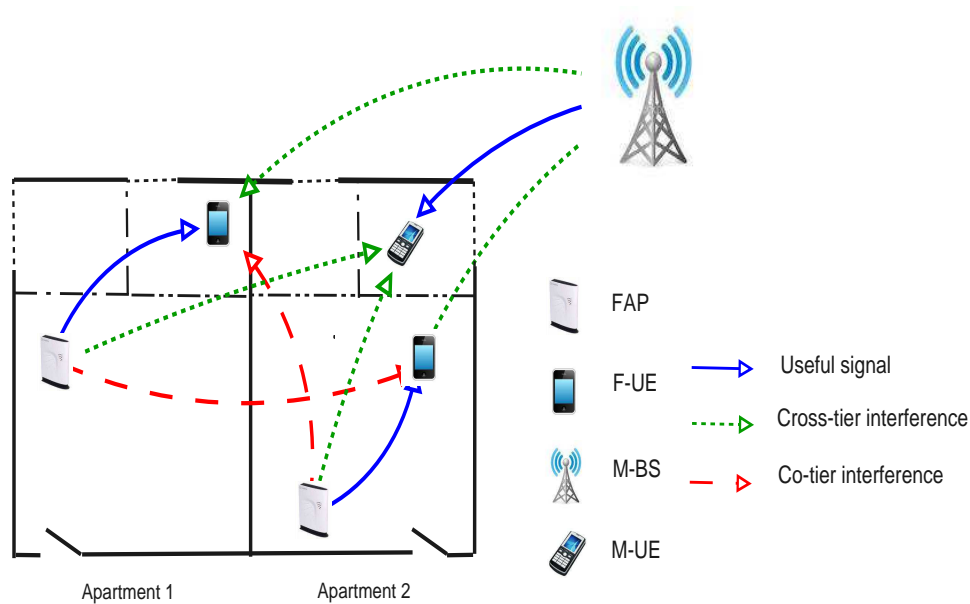 FAP
F-UE
Useful signal
Cross-tier interference
M-BS
Co-tier interference
M-UE
Apartment 1
Apartment 2